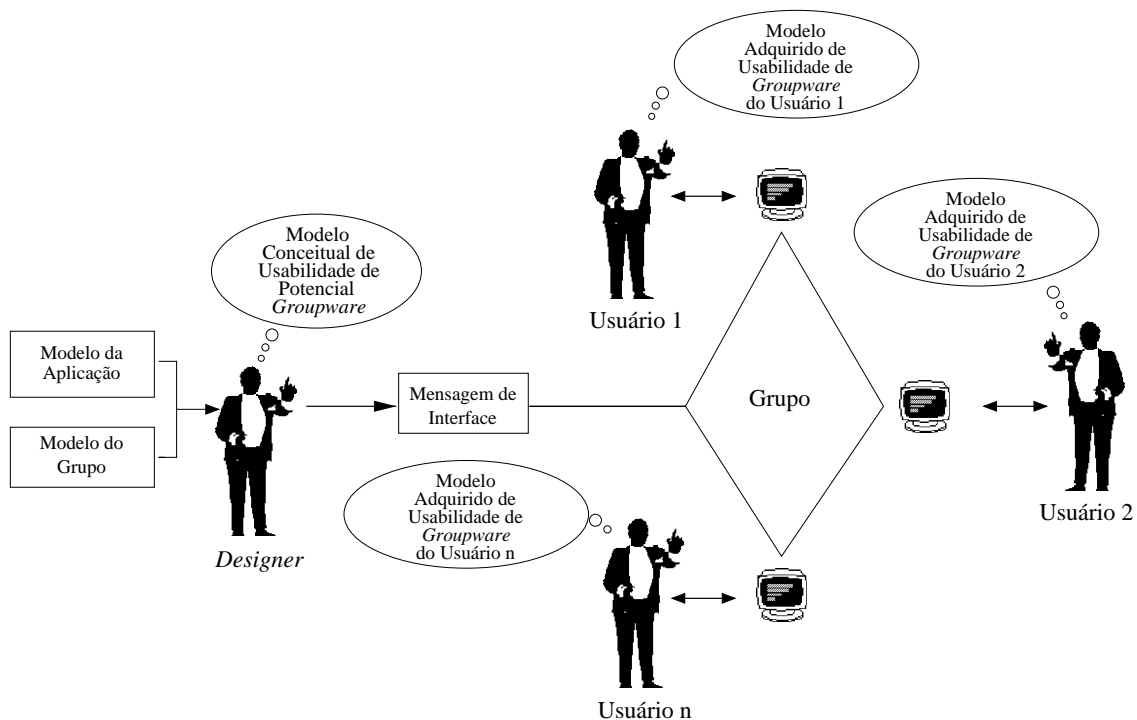 Modelo
Adquirido de
Usabilidade de
Groupware
do Usuário 1
Usuário 1
Modelo
Adquirido de
Usabilidade de
Groupware
do Usuário 2
Usuário 2
Modelo
Conceitual de
Usabilidade de
Potencial
Groupware
Modelo da
Aplicação
Modelo do
Grupo
Designer
Mensagem de
Interface
Grupo
Modelo
Adquirido de
Usabilidade de
Groupware
do Usuário n
Usuário n